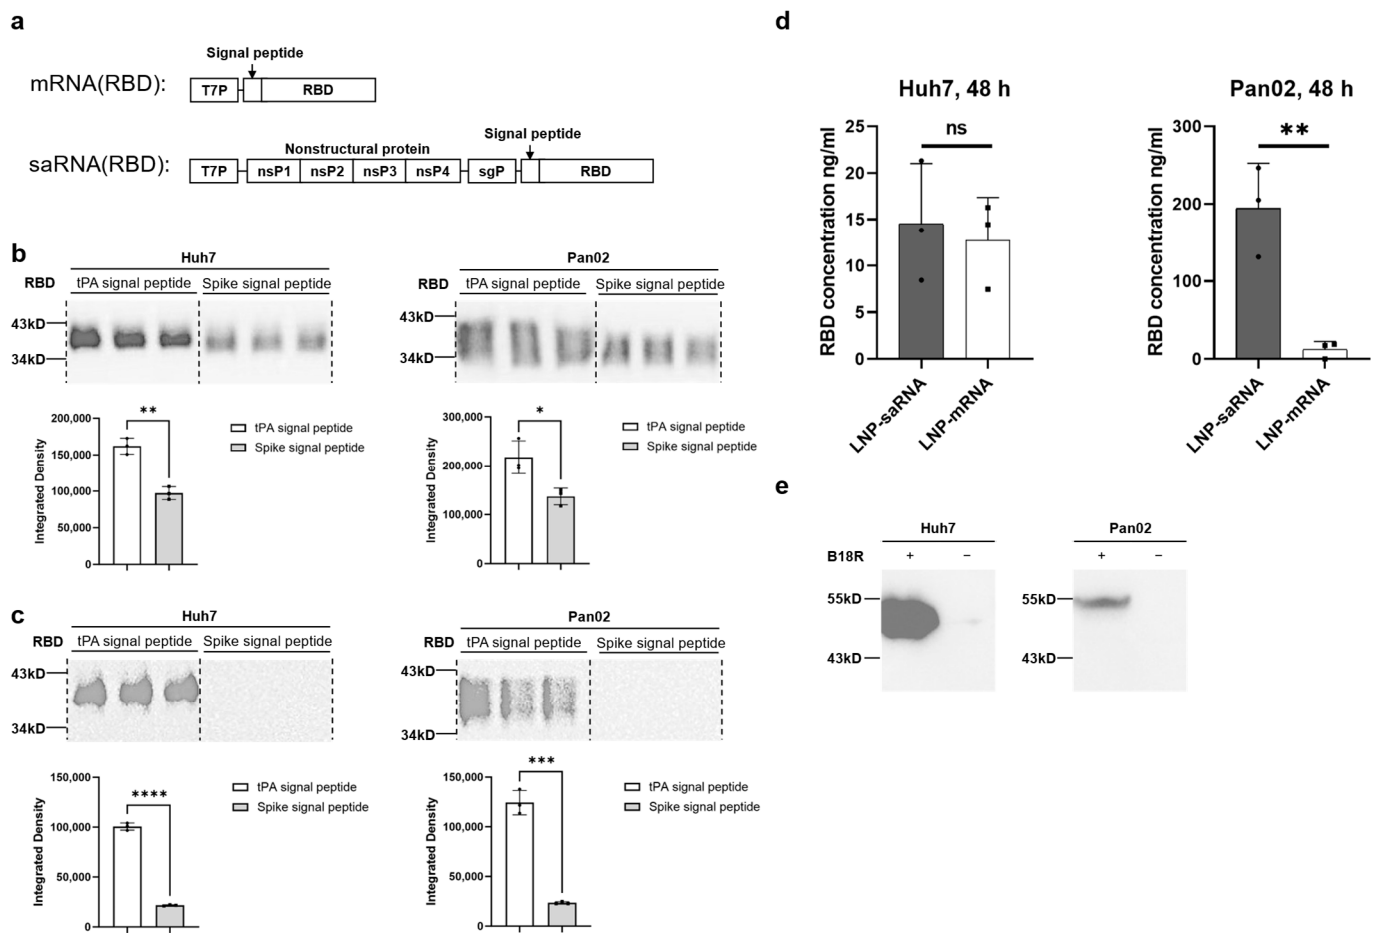 a
Signal peptide
mRNA(RBD):
T7P
RBD
Signal peptide
Nonstructural protein
saRNA(RBD):
T7P
nsP1
nsP2
nsP3
nsP4
sgP
RBD
b
Huh7
RBD
tPA signal peptide
Spike signal peptide
43kD
34kD
200,000
150,000
100,000
50,000
0
Integrated Density
**
tPA signal peptide
Spike signal peptide
Pan02
RBD
tPA signal peptide
Spike signal peptide
43kD
34kD
300,000
200,000
100,000
0
Integrated Density
*
tPA signal peptide
Spike signal peptide
c
Huh7
RBD
tPA signal peptide
Spike signal peptide
43kD
34kD
150,000
100,000
50,000
0
Integrated Density
****
tPA signal peptide
Spike signal peptide
Pan02
RBD
tPA signal peptide
Spike signal peptide
43kD
34kD
150,000
100,000
50,000
0
Integrated Density
***
tPA signal peptide
Spike signal peptide
d
Huh7, 48 h
RBD concentration ng/ml
25
20
15
10
5
0
ns
LNP-saRNA
LNP-mRNA
Pan02, 48 h
RBD concentration ng/ml
300
200
100
0
**
LNP-saRNA
LNP-mRNA
e
Huh7
B18R
+
−
55kD
43kD
Pan02
+
−
55kD
43kD